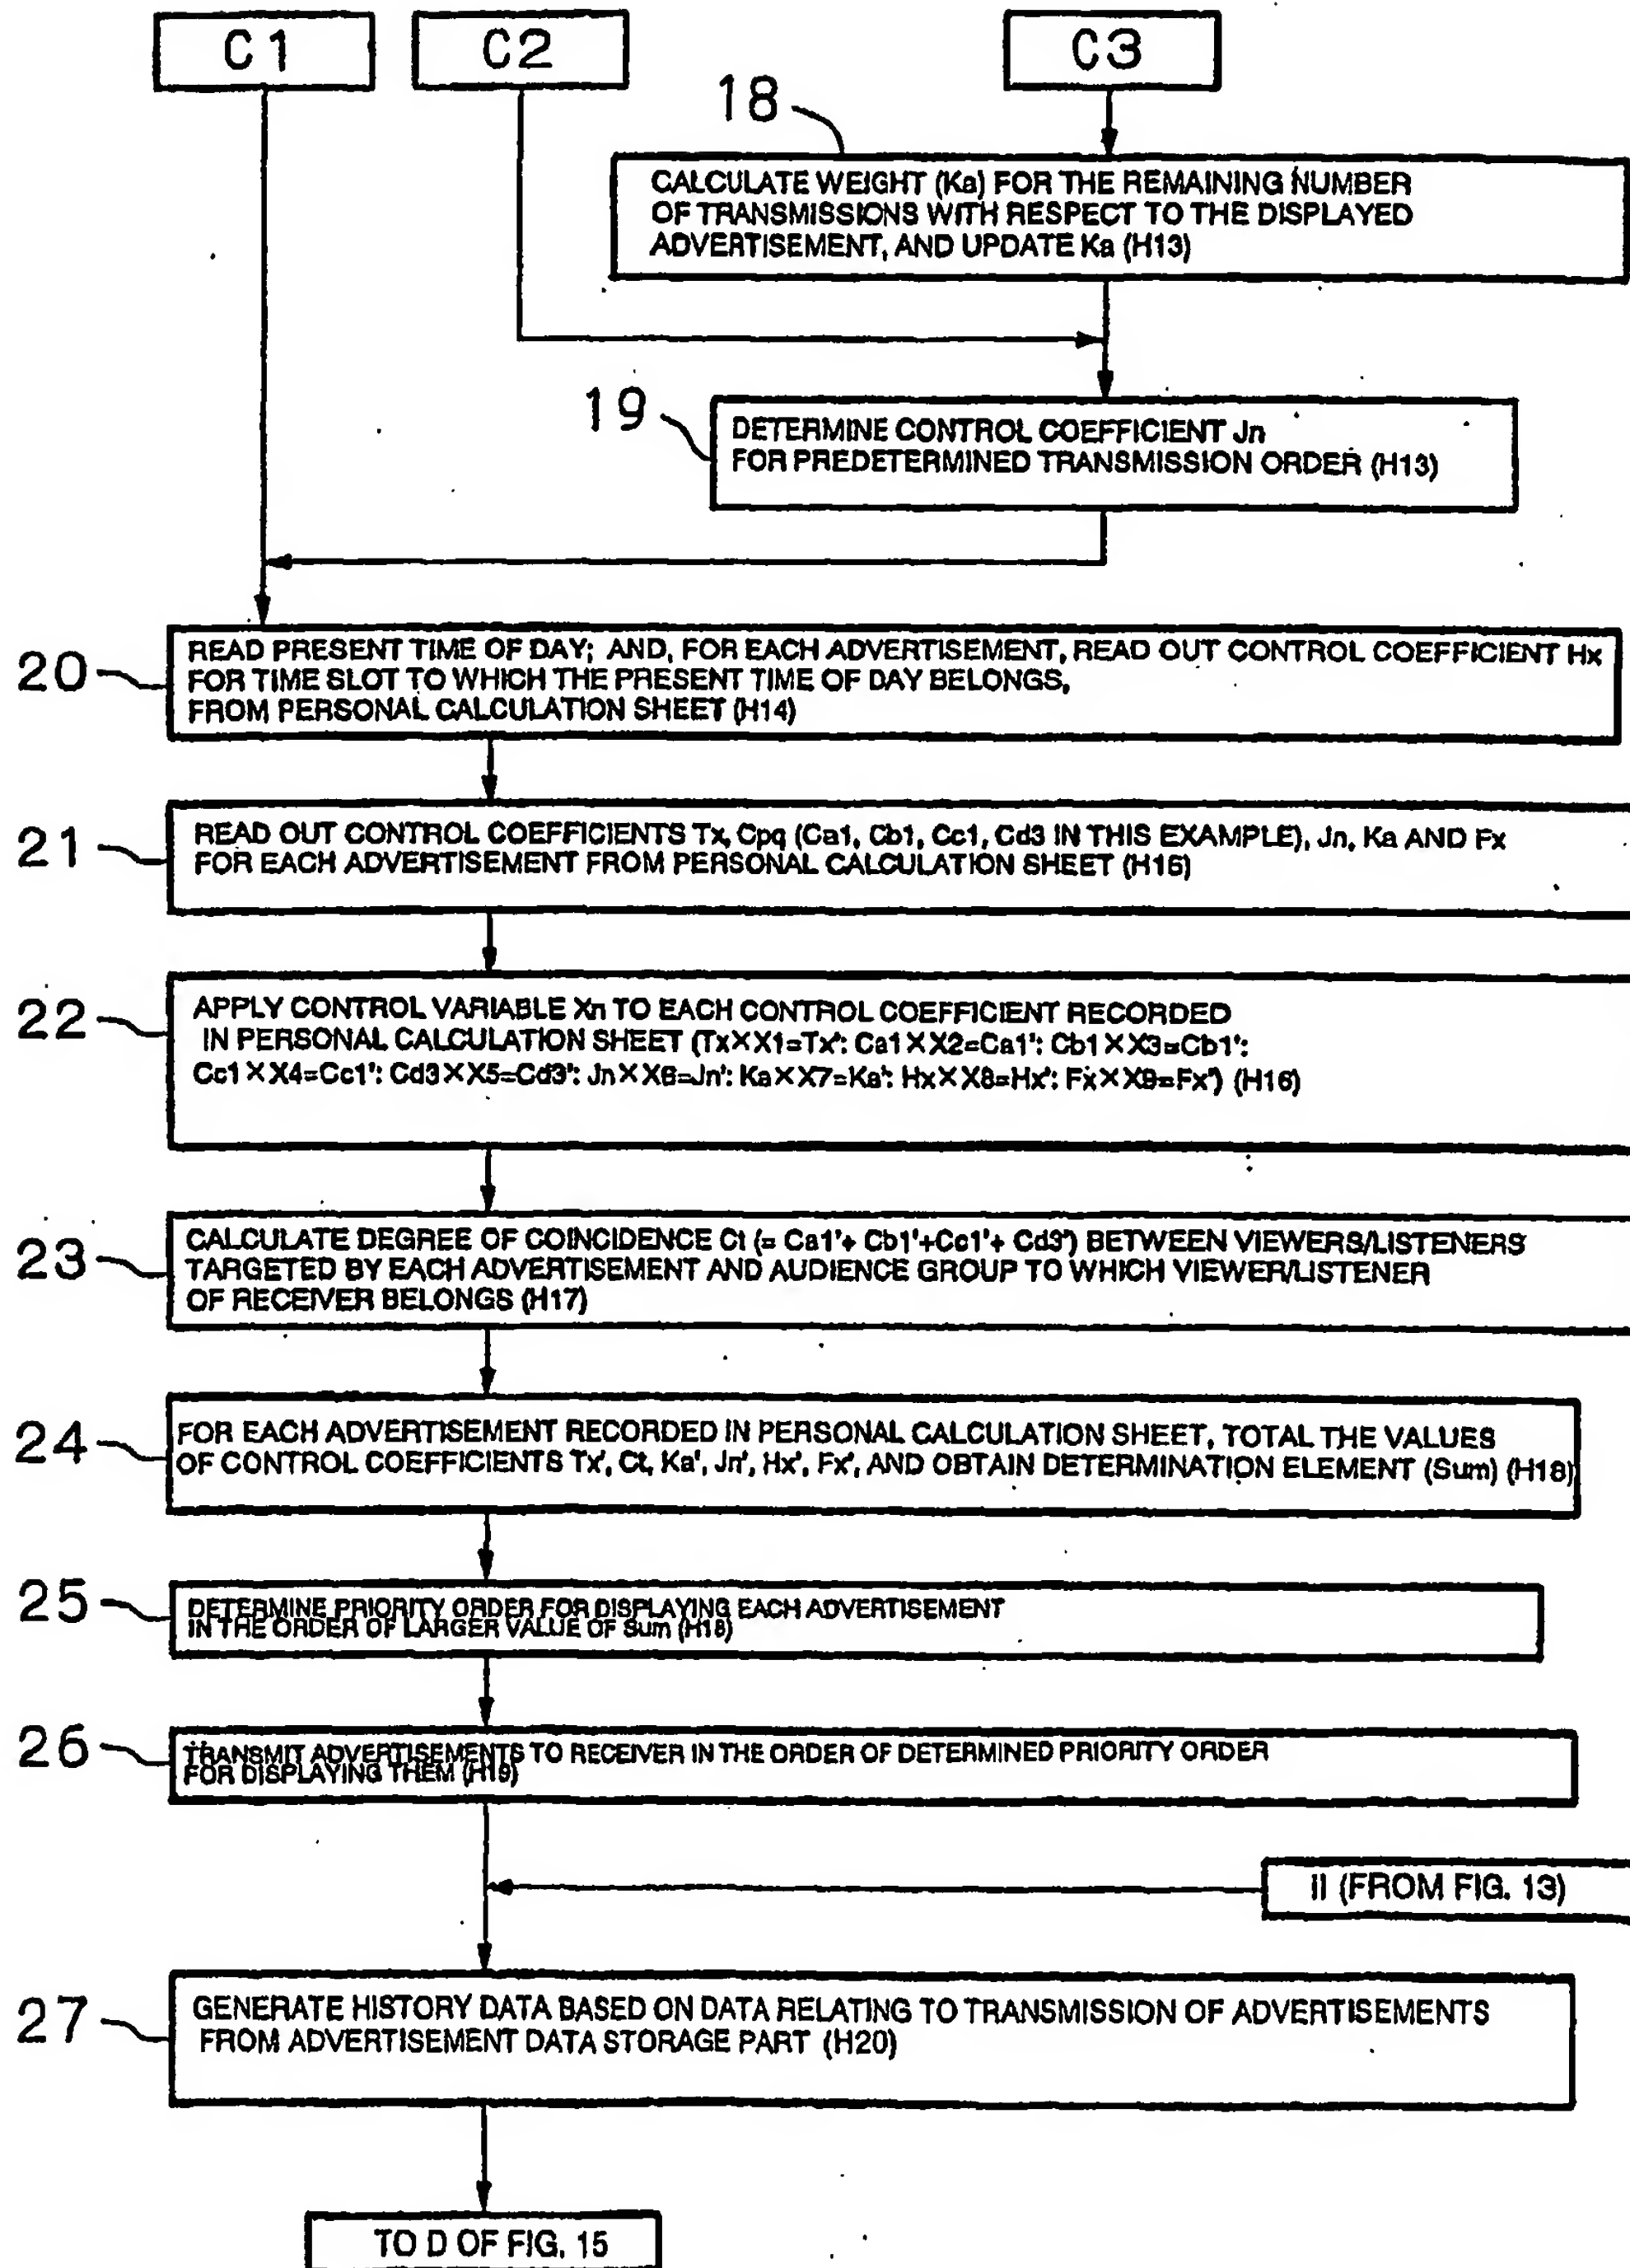 C1
C2
C3
18
CALCULATE WEIGHT (Ka) FOR THE REMAINING NUMBER
OF TRANSMISSIONS WITH RESPECT TO THE DISPLAYED
ADVERTISEMENT, AND UPDATE Ka (H13)
19
DETERMINE CONTROL COEFFICIENT Jn
FOR PREDETERMINED TRANSMISSION ORDER (H13)
20
READ PRESENT TIME OF DAY; AND, FOR EACH ADVERTISEMENT, READ OUT CONTROL COEFFICIENT Hx
FOR TIME SLOT TO WHICH THE PRESENT TIME OF DAY BELONGS,
FROM PERSONAL CALCULATION SHEET (H14)
21
READ OUT CONTROL COEFFICIENTS Tx, Cpq (Ca1, Cb1, Cc1, Cd3 IN THIS EXAMPLE), Jn, Ka AND Fx
FOR EACH ADVERTISEMENT FROM PERSONAL CALCULATION SHEET (H15)
22
APPLY CONTROL VARIABLE Xn TO EACH CONTROL COEFFICIENT RECORDED
IN PERSONAL CALCULATION SHEET (Tx×X1=Tx': Ca1×X2=Ca1': Cb1×X3=Cb1':
Cc1×X4=Cc1': Cd3×X5=Cd3': Jn×X6=Jn': Ka×X7=Ka': Hx×X8=Hx': Fx×X9=Fx') (H16)
23
CALCULATE DEGREE OF COINCIDENCE Ct (= Ca1'+ Cb1'+Cc1'+ Cd3') BETWEEN VIEWERS/LISTENERS
TARGETED BY EACH ADVERTISEMENT AND AUDIENCE GROUP TO WHICH VIEWER/LISTENER
OF RECEIVER BELONGS (H17)
24
FOR EACH ADVERTISEMENT RECORDED IN PERSONAL CALCULATION SHEET, TOTAL THE VALUES
OF CONTROL COEFFICIENTS Tx', Ct, Ka', Jn', Hx', Fx', AND OBTAIN DETERMINATION ELEMENT (Sum) (H18)
25
DETERMINE PRIORITY ORDER FOR DISPLAYING EACH ADVERTISEMENT
IN THE ORDER OF LARGER VALUE OF Sum (H18)
26
TRANSMIT ADVERTISEMENTS TO RECEIVER IN THE ORDER OF DETERMINED PRIORITY ORDER
FOR DISPLAYING THEM (H19)
II (FROM FIG. 13)
27
GENERATE HISTORY DATA BASED ON DATA RELATING TO TRANSMISSION OF ADVERTISEMENTS
FROM ADVERTISEMENT DATA STORAGE PART (H20)
TO D OF FIG. 15